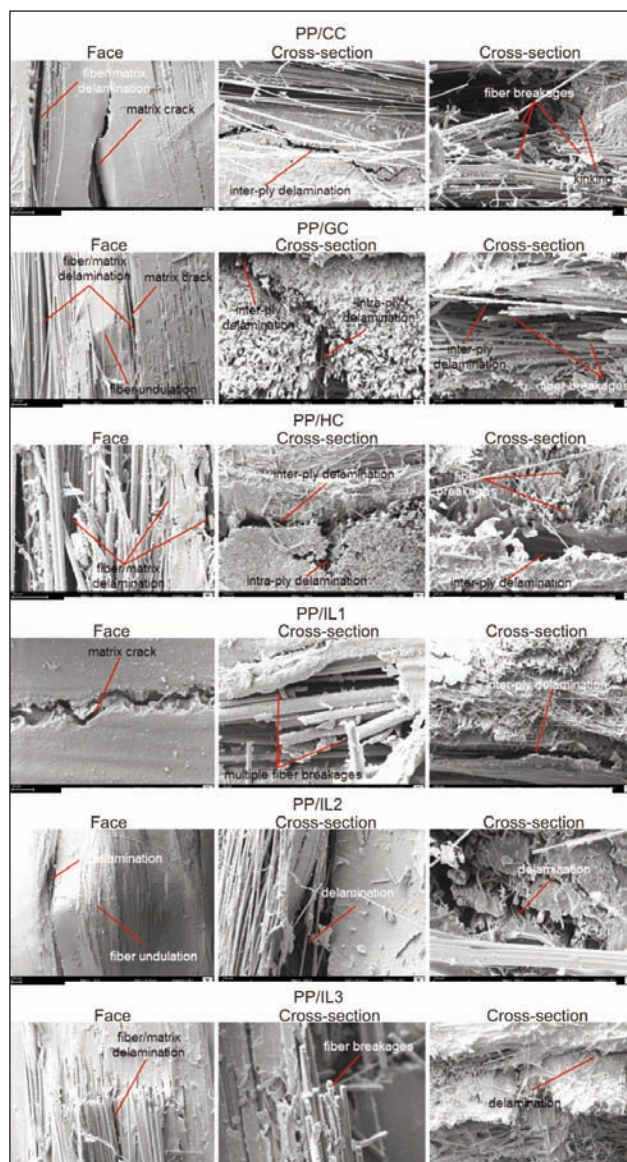 PP/CC
Face Cross-section Cross-section
fiber/matrix
delamination
matrix crack
inter-ply delamination
fiber breakages
kinking
PP/GC
Face Cross-section Cross-section
fiber/matrix
delamination
matrix crack
fiber undulation
inter-ply
delamination
intra-ply
delamination
inter-ply
delamination
fiber breakages
PP/HC
Face Cross-section Cross-section
fiber/matrix
delamination
inter-ply delamination
intra-ply delamination
fiber
breakages
inter-ply delamination
PP/IL1
Face Cross-section Cross-section
matrix crack
multiple fiber breakages
inter-ply
delamination
PP/IL2
Face Cross-section Cross-section
delamination
fiber undulation
delamination
delamination
PP/IL3
Face Cross-section Cross-section
fiber/matrix
delamination
fiber breakages
delamination